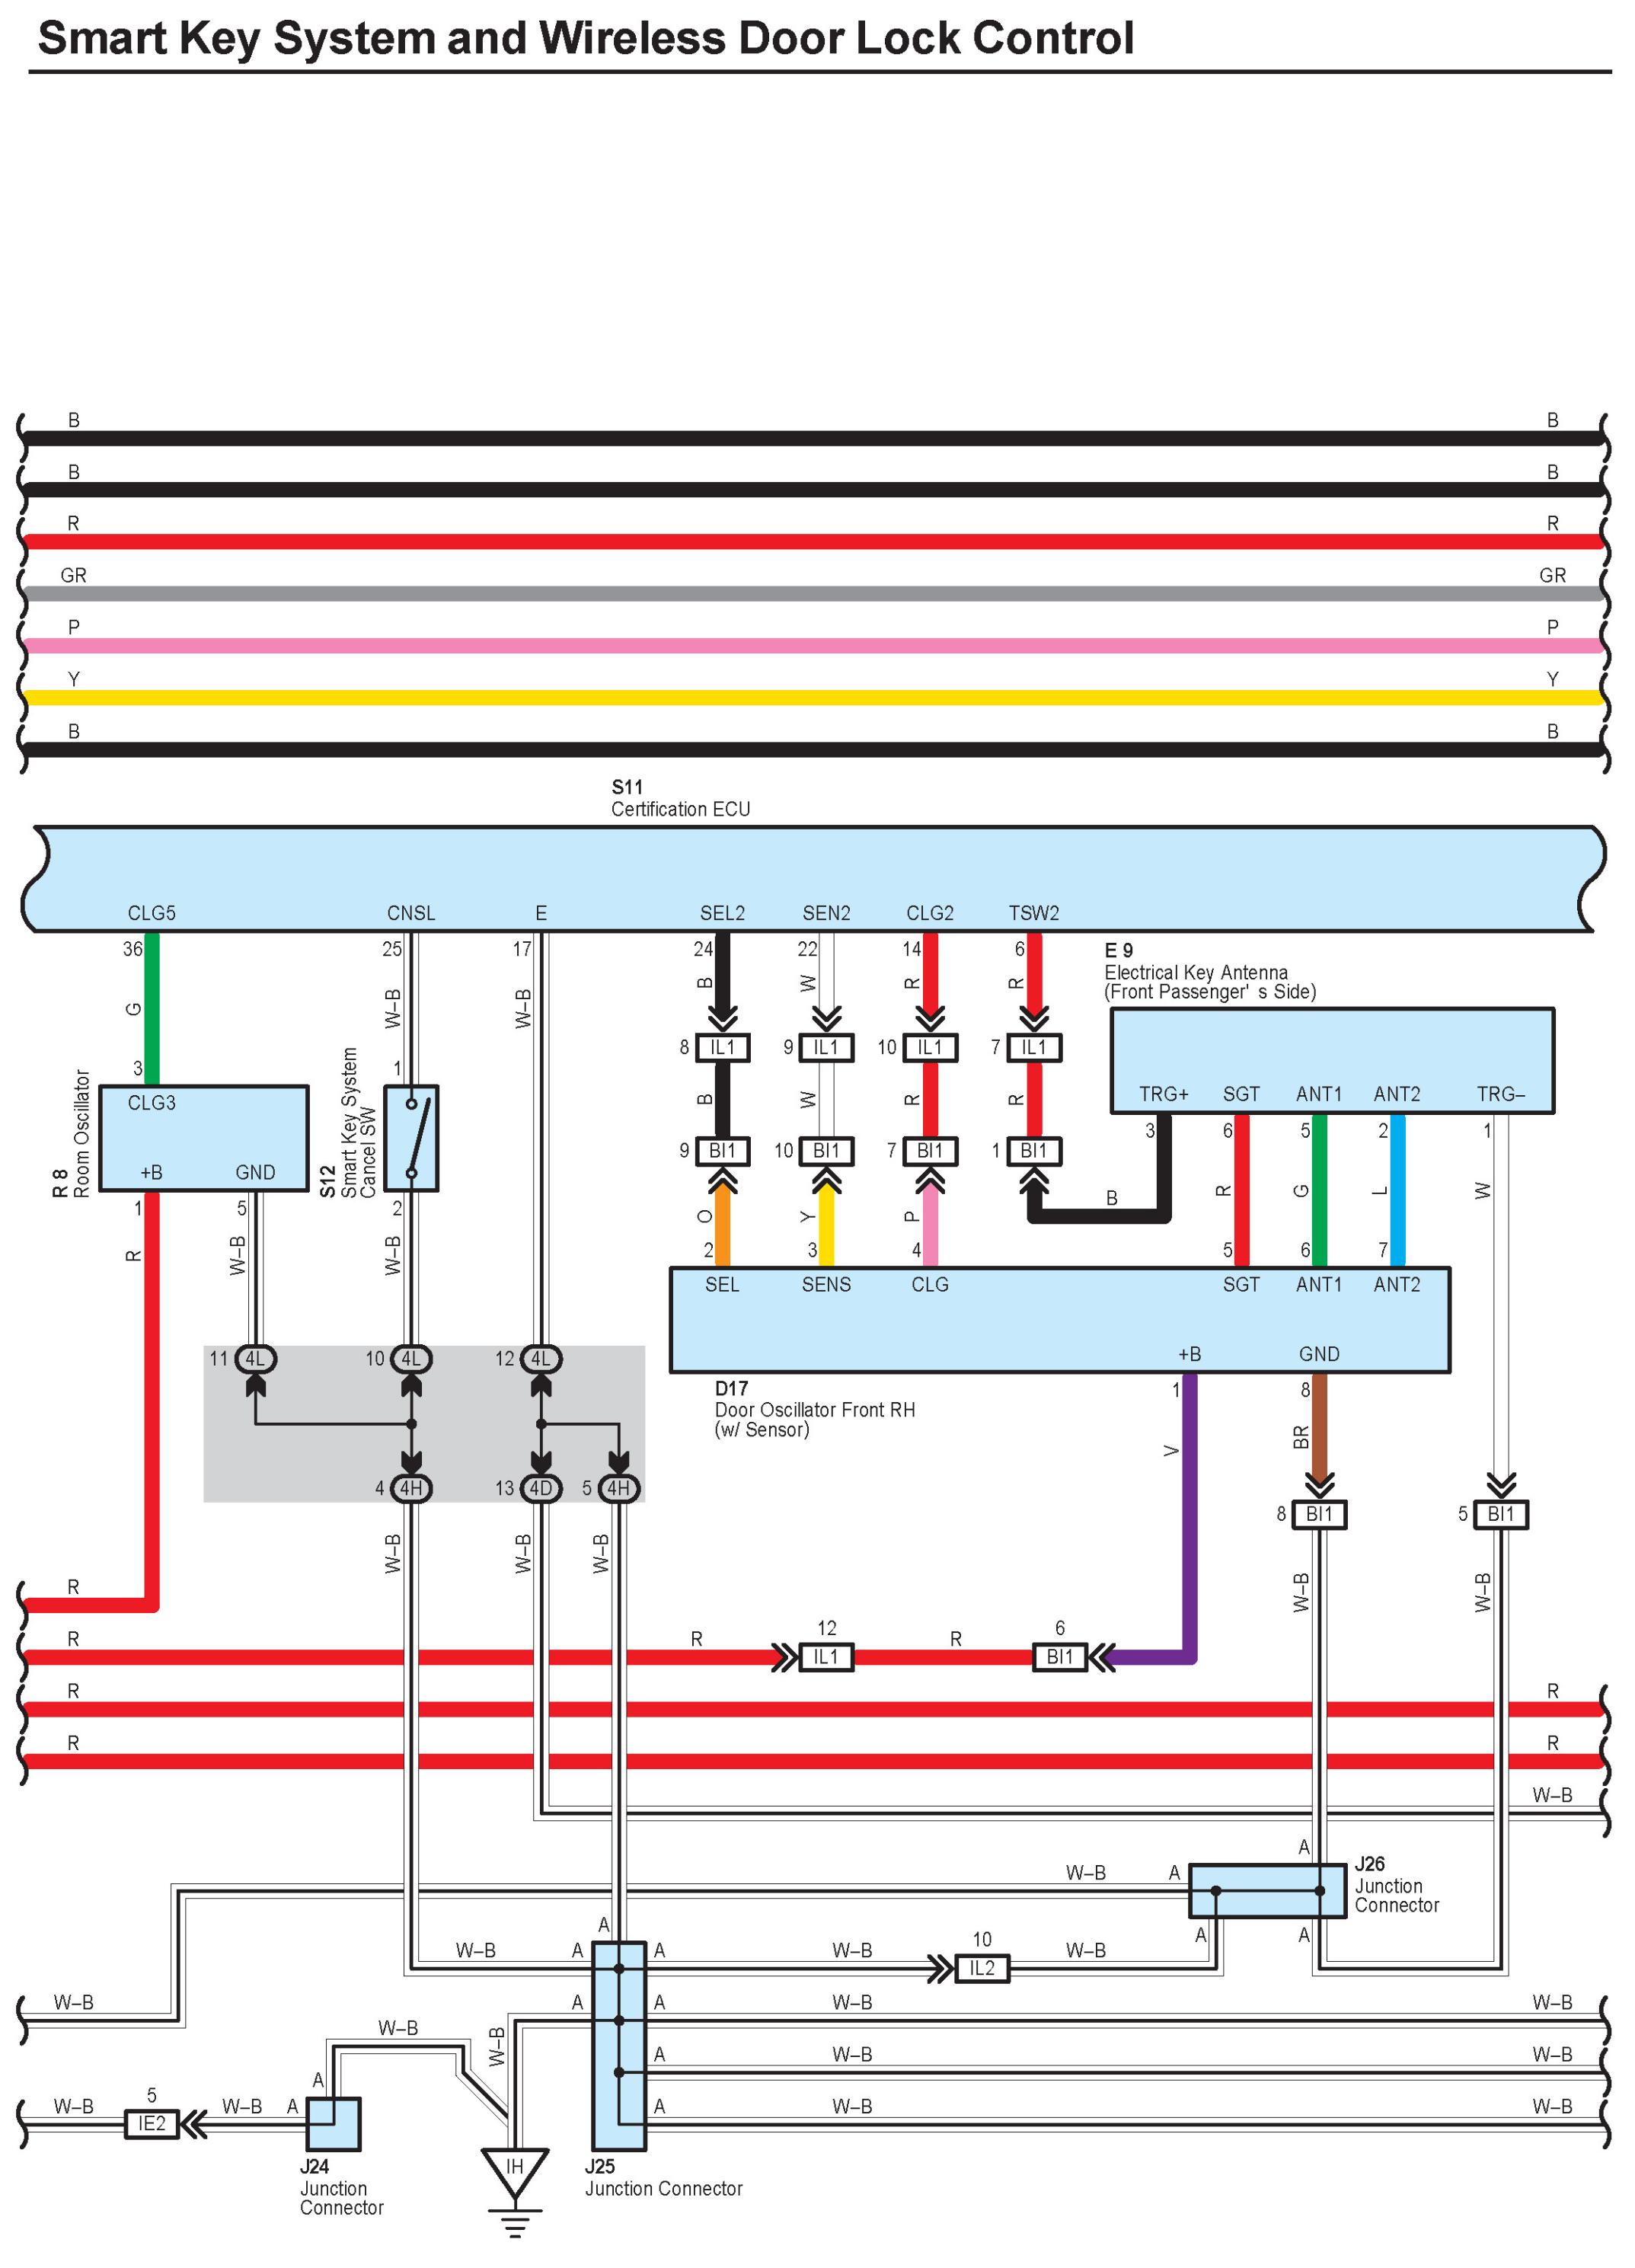 Smart Key System and Wireless Door Lock Control
B B
B B
R R
GR GR
P P
Y Y
B B
S11
Certification ECU
CLG5 CNSL E SEL2 SEN2 CLG2 TSW2
36 25 17 24 22 14 6
E 9
Electrical Key Antenna
(Front Passenger' s Side)
G W–B W–B B W R R
8 IL1 9 IL1 10 IL1 7 IL1
3 1
R 8
Room Oscillator
CLG3
+B GND
S12
Smart Key System
Cancel SW
TRG+ SGT ANT1 ANT2 TRG–
3 6 5 2 1
B W R R
9 BI1 10 BI1 7 BI1 1 BI1
1 5 2
B
R G L W
O Y P
R W–B W–B
2 3 4 5 6 7
SEL SENS CLG SGT ANT1 ANT2
+B GND
11 4L 10 4L 12 4L
D17
Door Oscillator Front RH
(w/ Sensor)
1 8
V BR
4 4H 13 4D 5 4H
8 BI1 5 BI1
W–B W–B W–B W–B W–B
R
R R 12 IL1 R 6 BI1
R R
R R
W–B
A
J26
Junction
Connector
W–B A
A A
A
W–B A A W–B 10 IL2 W–B
W–B A A W–B W–B
W–B W–B
A W–B W–B
A
W–B 5 IE2 W–B A A W–B W–B
IH
J24
Junction
Connector
J25
Junction Connector